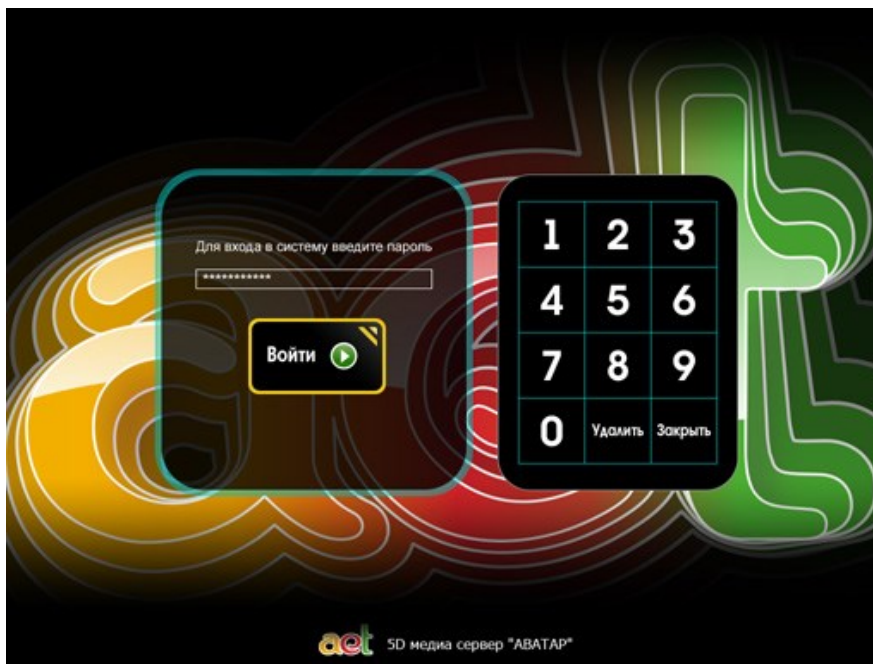 Для входа в систему введите пароль
***********
Войти
1 2 3
4 5 6
7 8 9
0 Удалить Закрыть
aet
aet 5D медиа сервер "АВАТАР"